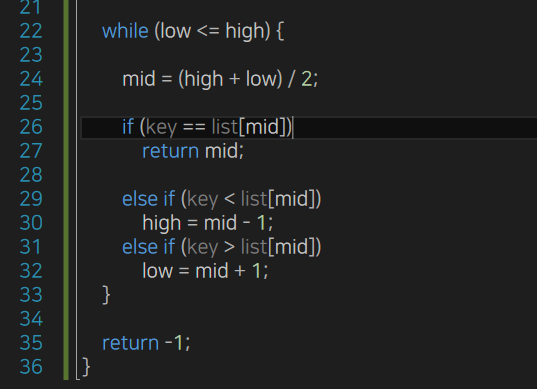 21
22 while (low <= high) {
23
24 mid = (high + low) / 2;
25
26 if (key == list[mid])
27 return mid;
28
29 else if (key < list[mid])
30 high = mid - 1;
31 else if (key > list[mid])
32 low = mid + 1;
33 }
34
35 return -1;
36 }